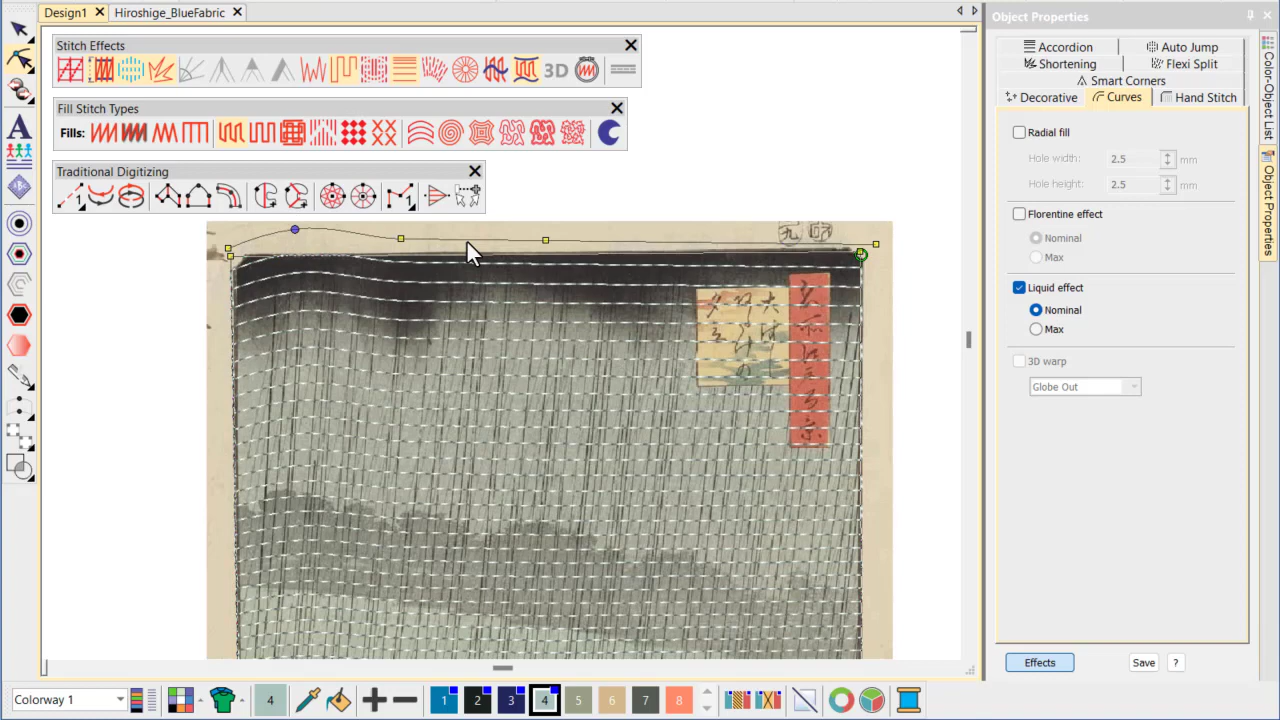 Design1
Hiroshige_BlueFabric
Object Properties
Stitch Effects
3D
Fill Stitch Types
Fills:
Traditional Digitizing
Accordion
Auto Jump
Shortening
Flexi Split
Smart Corners
Decorative
Curves
Hand Stitch
Radial fill
Hole width: 2.5 mm
Hole height: 2.5 mm
Florentine effect
Nominal
Max
Liquid effect
Nominal
Max
3D warp
Globe Out
Effects
Save
?
Color-Object List
Object Properties
Colorway 1
4
1
2
3
4
5
6
7
8